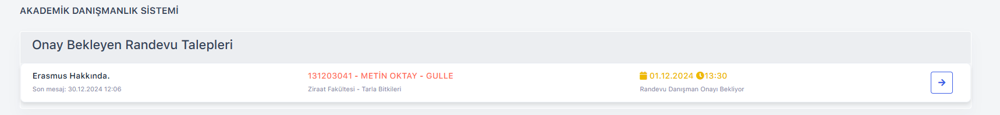 AKADEMİK DANIŞMANLIK SİSTEMİ
Onay Bekleyen Randevu Talepleri
Erasmus Hakkında.
Son mesaj: 30.12.2024 12:06
131203041 - METİN OKTAY - GULLE
Ziraat Fakültesi - Tarla Bitkileri
01.12.2024 13:30
Randevu Danışman Onayı Bekliyor